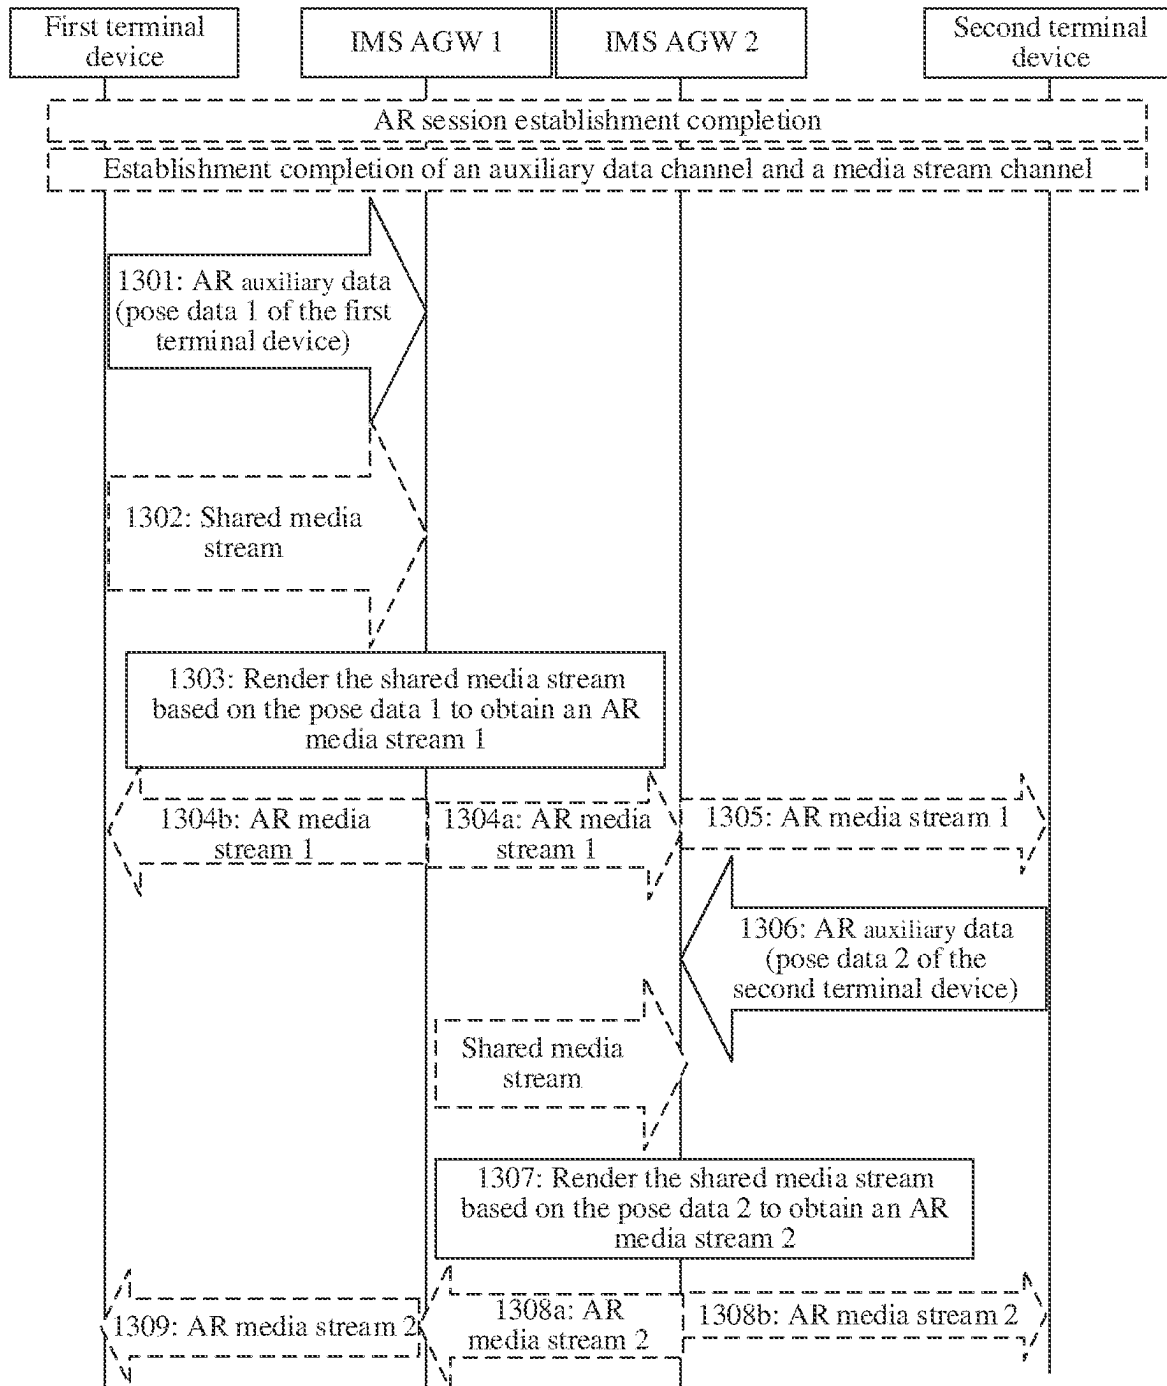 First terminal
device
IMS AGW 1
IMS AGW 2
Second terminal
device
AR session establishment completion
Establishment completion of an auxiliary data channel and a media stream channel
1301: AR auxiliary data
(pose data 1 of the first
terminal device)
1302: Shared media
stream
1303: Render the shared media stream
based on the pose data 1 to obtain an AR
media stream 1
1304b: AR media
stream 1
1304a: AR media
stream 1
1305: AR media stream 1
1306: AR auxiliary data
(pose data 2 of the
second terminal device)
Shared media
stream
1307: Render the shared media stream
based on the pose data 2 to obtain an AR
media stream 2
1309: AR media stream 2
1308a: AR
media stream 2
1308b: AR media stream 2